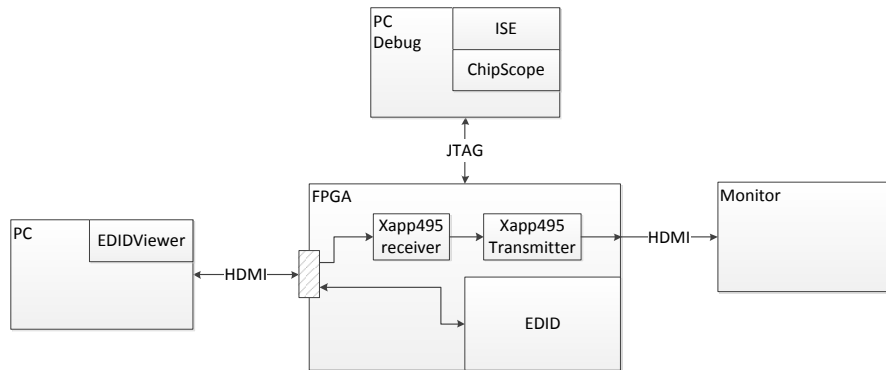 PC
Debug
ISE
ChipScope
JTAG
FPGA
Xapp495
receiver
Xapp495
Transmitter
HDMI
Monitor
PC
EDIDViewer
HDMI
EDID